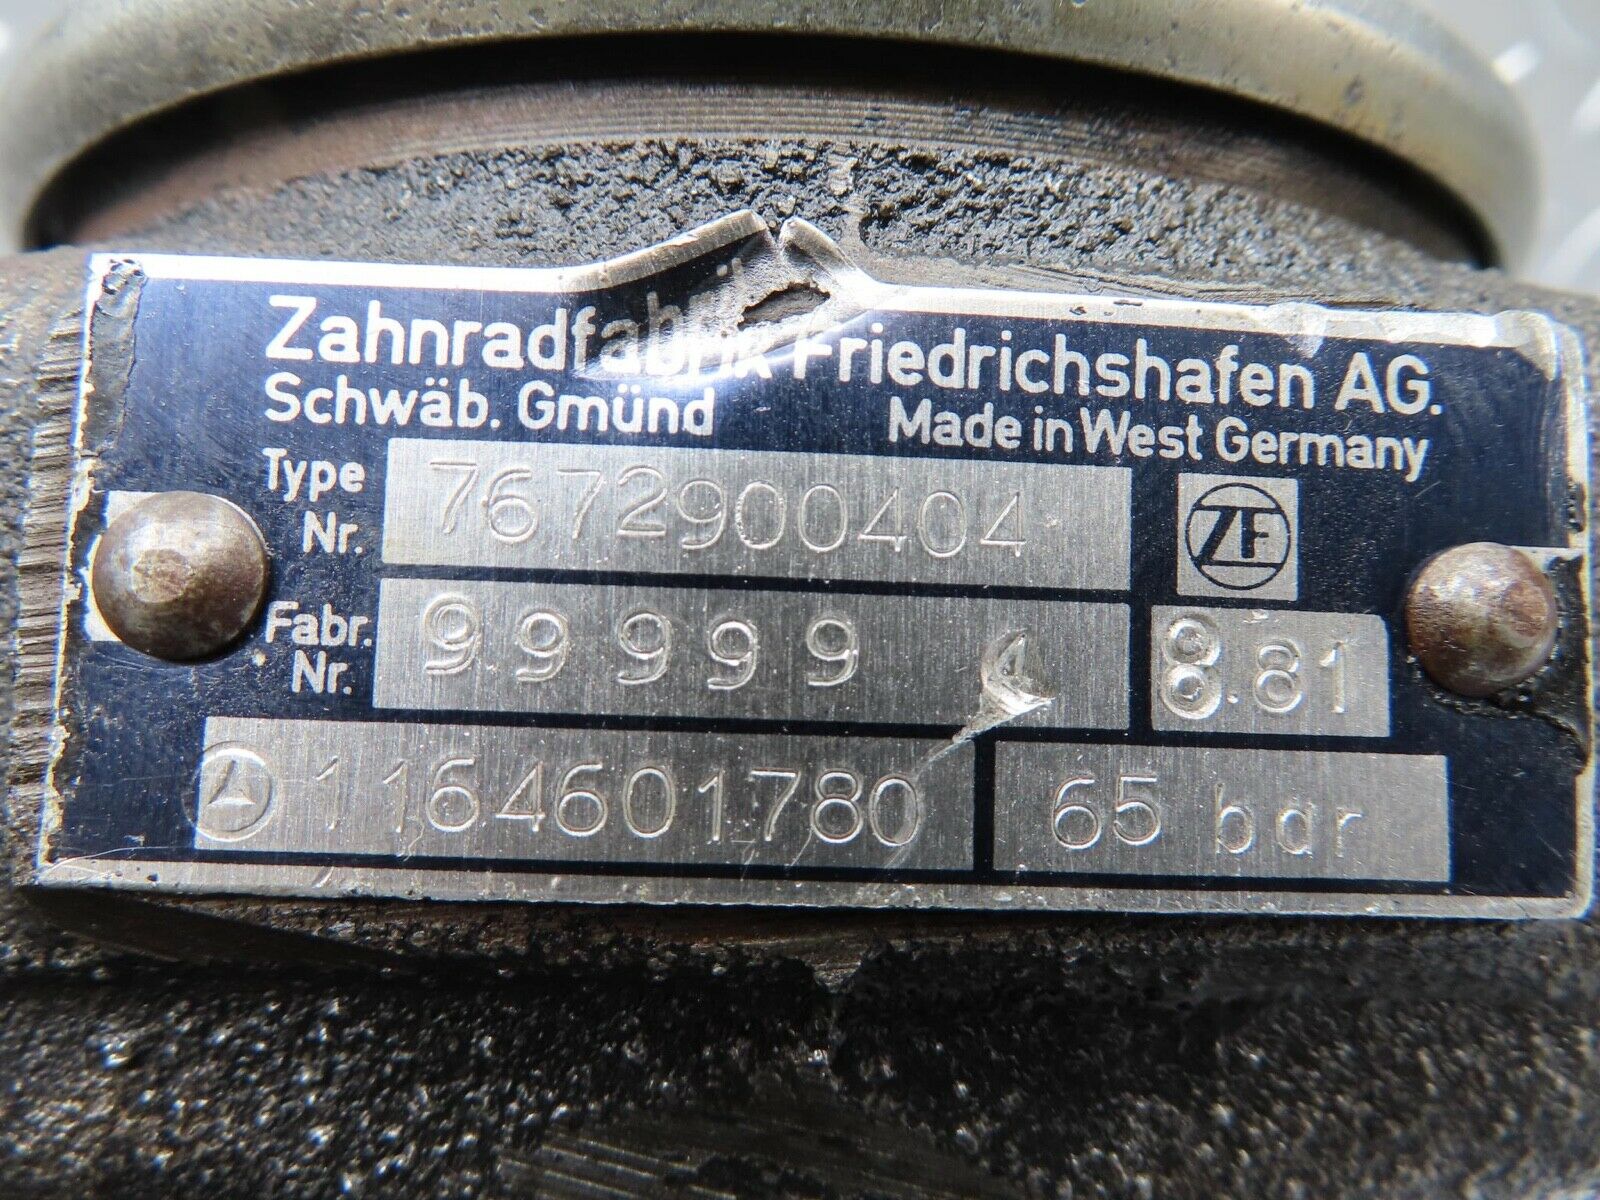 Zahnradfabrik Friedrichshafen AG.
Schwäb. Gmünd Made in West Germany
Type Nr. 7672900404 ZF
Fabr. Nr. 99999 8.81
1164601780 65 bar